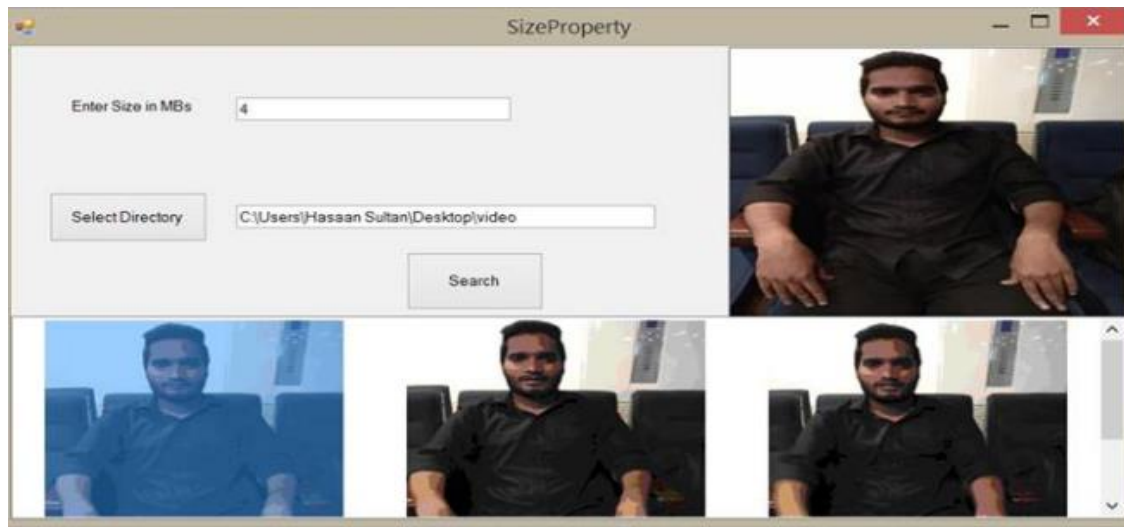 SizeProperty
Enter Size in MBs
4
Select Directory
C:\Users\Hasaan Sultan\Desktop\video
Search